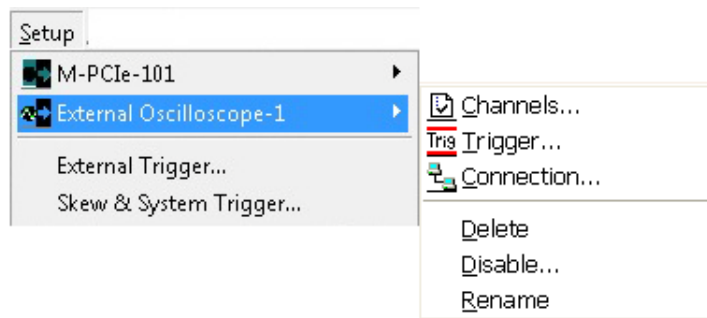 Setup
M-PCIe-101
External Oscilloscope-1
External Trigger...
Skew & System Trigger...
Channels...
Trig Trigger...
Connection...
Delete
Disable...
Rename